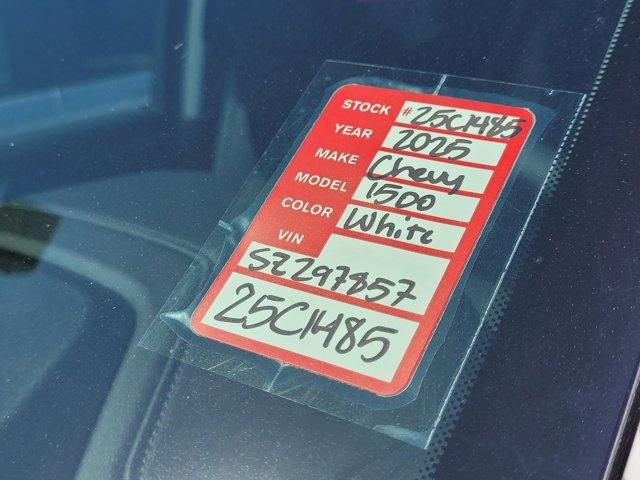 STOCK #25C1485
YEAR 2025
MAKE Chevy
MODEL 1500
COLOR White
VIN
SZ297857
25C1485